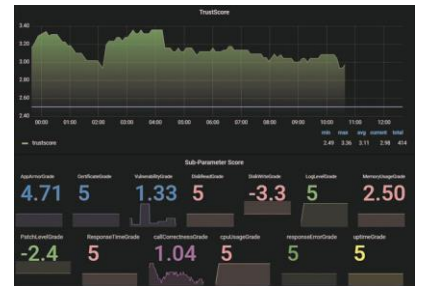 TrustScore
3.40
3.20
3.00
2.80
2.60
2.40
00:00 01:00 02:00 03:00 04:00 05:00 06:00 07:00 08:00 09:00 10:00 11:00 12:00
min max avg current total
trustscore 2.49 3.36 3.11 2.98 414
Sub-Parameter Score
AppArmorGrade CertificateGrade VulnerabilityGrade DiskReadGrade DiskWriteGrade LogLevelGrade MemoryUsageGrade
4.71 5 1.33 5 -3.3 5 2.50
PatchLevelGrade ResponseTimeGrade callCorrectnessGrade cpuUsageGrade responseErrorGrade uptimeGrade
-2.4 5 1.04 5 5 5